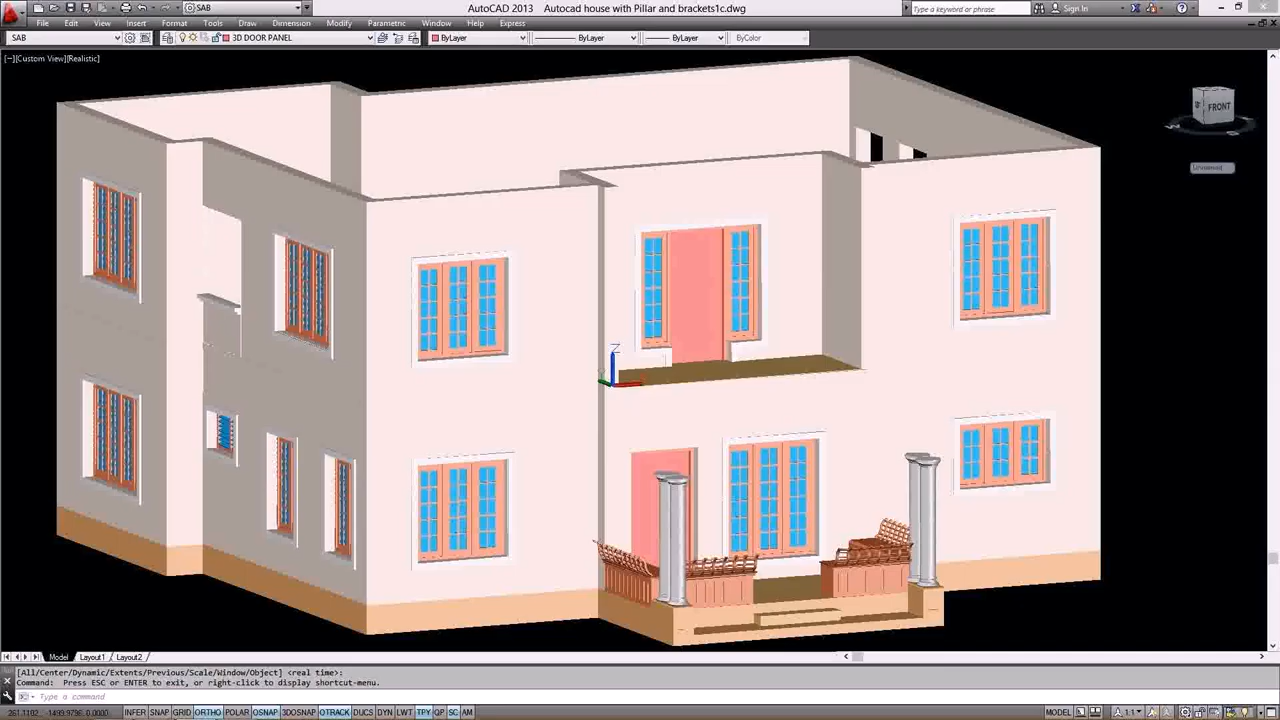 SAB
AutoCAD 2013 Autocad house with Pillar and brackets1c.dwg
Type a keyword or phrase
Sign In
File Edit View Insert Format Tools Draw Dimension Modify Parametric Window Help Express
SAB
3D DOOR PANEL
ByLayer
ByLayer
ByLayer
ByColor
[−][Custom View][Realistic]
FRONT
Unnamed
Z
Model Layout1 Layout2
[All/Center/Dynamic/Extents/Previous/Scale/Window/Object] <real time>:
Command: Press ESC or ENTER to exit, or right-click to display shortcut-menu.
Type a command
INFER SNAP GRID ORTHO POLAR OSNAP 3DOSNAP OTRACK DUCS DYN LWT TPY QP SC AM
MODEL
1:1